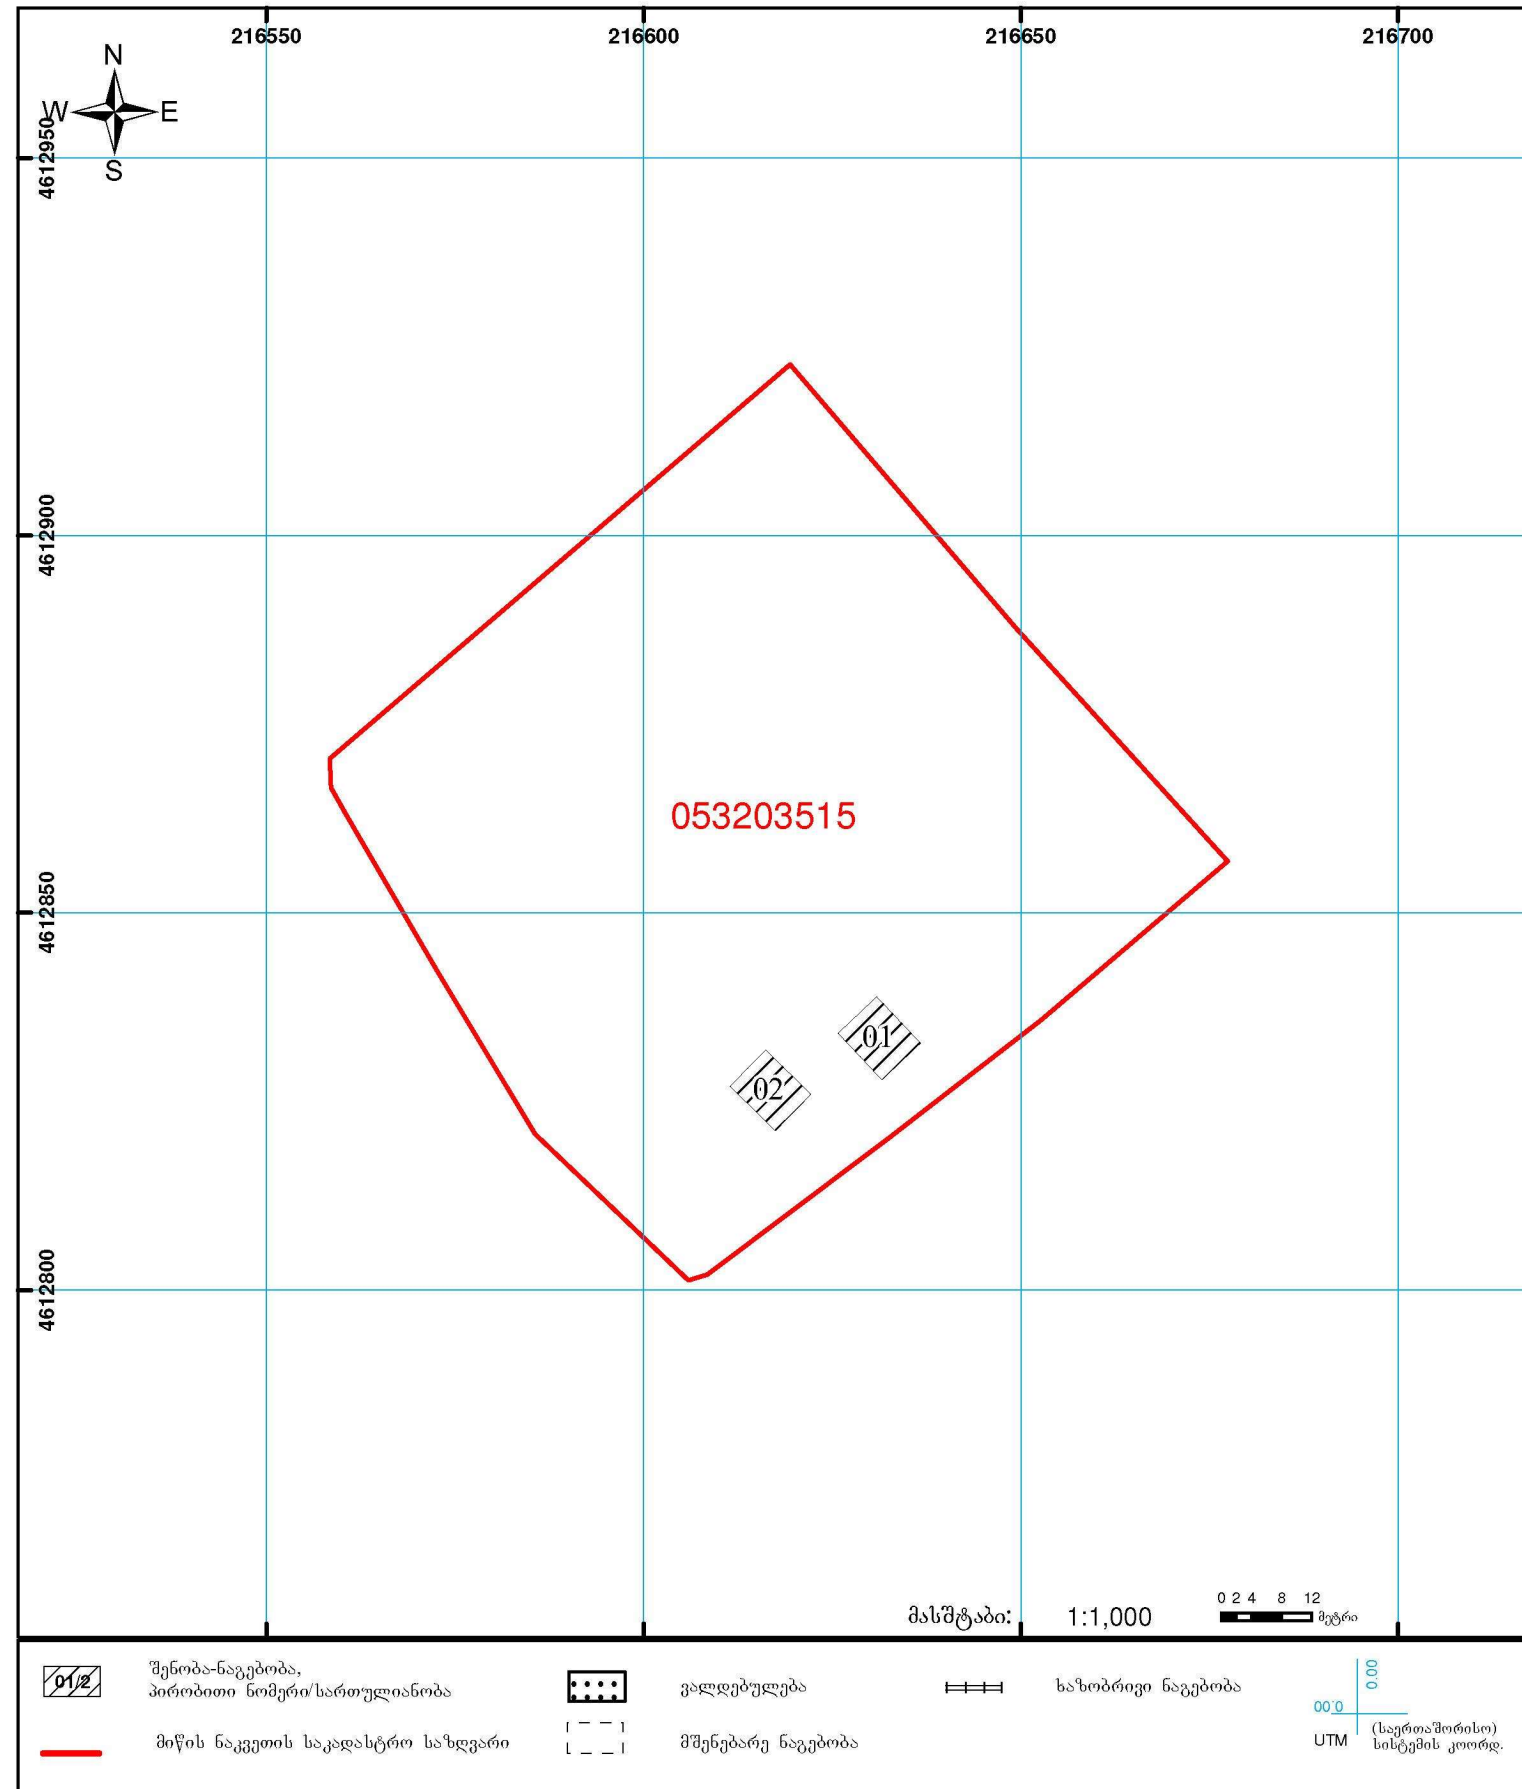 216550 216600 216650 216700
N
W E
S
4612950
4612900
4612850
4612800
053203515
01
02
მასშტაბი: 1:1,000
0 2 4 8 12
მეტრი
01/2
შენობა-ნაგებობა,
პირობითი ნომერი/სართულიანობა
ვალდებულება
ხაზობრივი ნაგებობა
მიწის ნაკვეთის საკადასტრო საზღვარი
მშენებარე ნაგებობა
00.0
00.0
UTM
(საერთაშორისო)
სისტემის კოორდ.